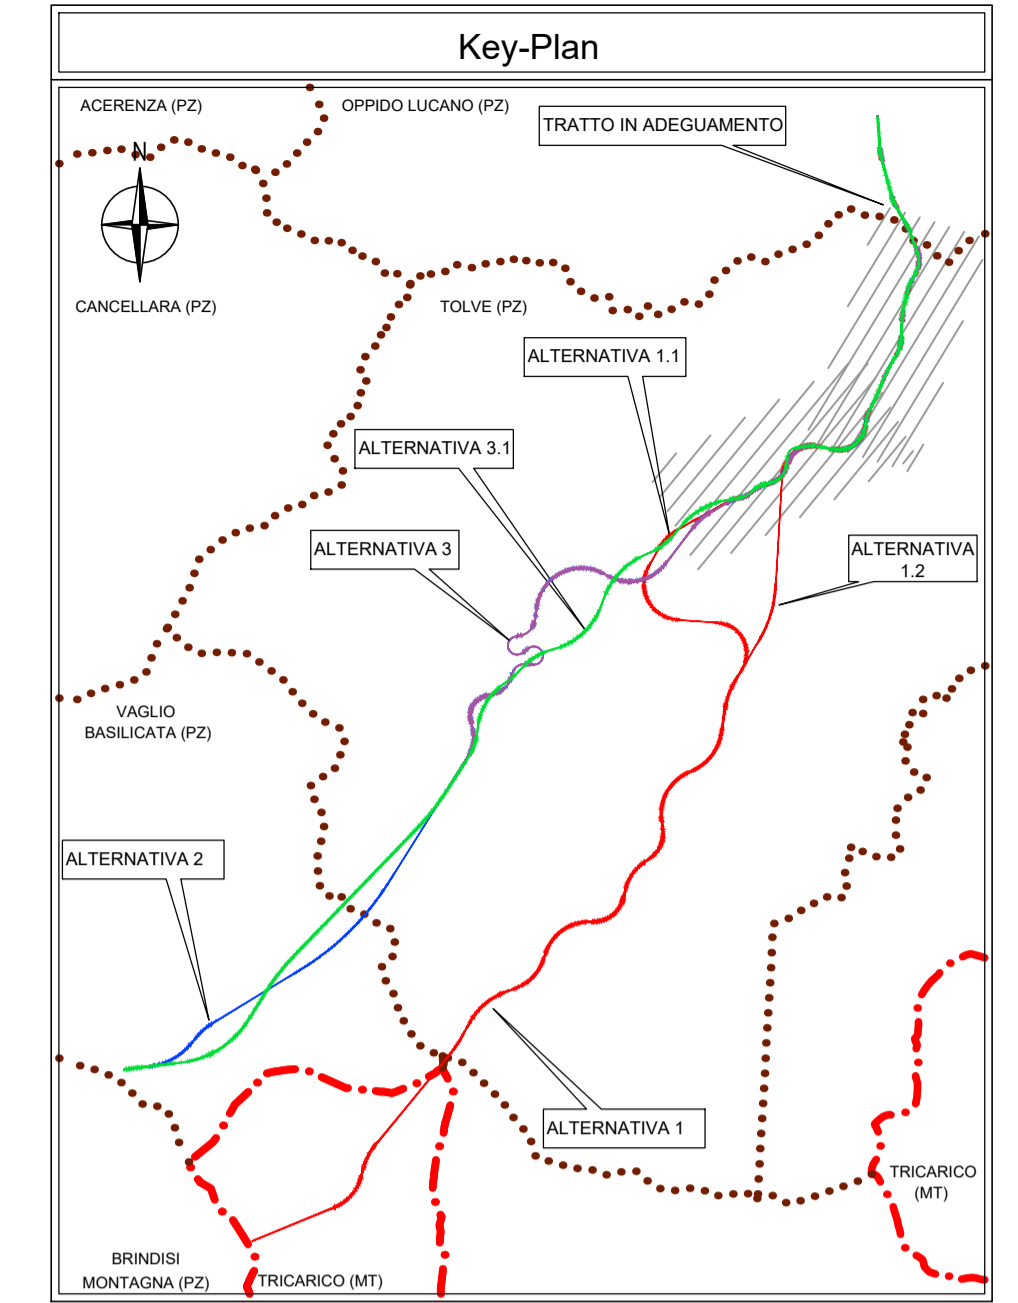 Key-Plan
ACERENZA (PZ)
OPPIDO LUCANO (PZ)
TRATTO IN ADEGUAMENTO
N
CANCELLARA (PZ)
TOLVE (PZ)
ALTERNATIVA 1.1
ALTERNATIVA 3.1
ALTERNATIVA 3
ALTERNATIVA
1.2
VAGLIO
BASILICATA (PZ)
ALTERNATIVA 2
ALTERNATIVA 1
TRICARICO
(MT)
BRINDISI
MONTAGNA (PZ)
TRICARICO (MT)